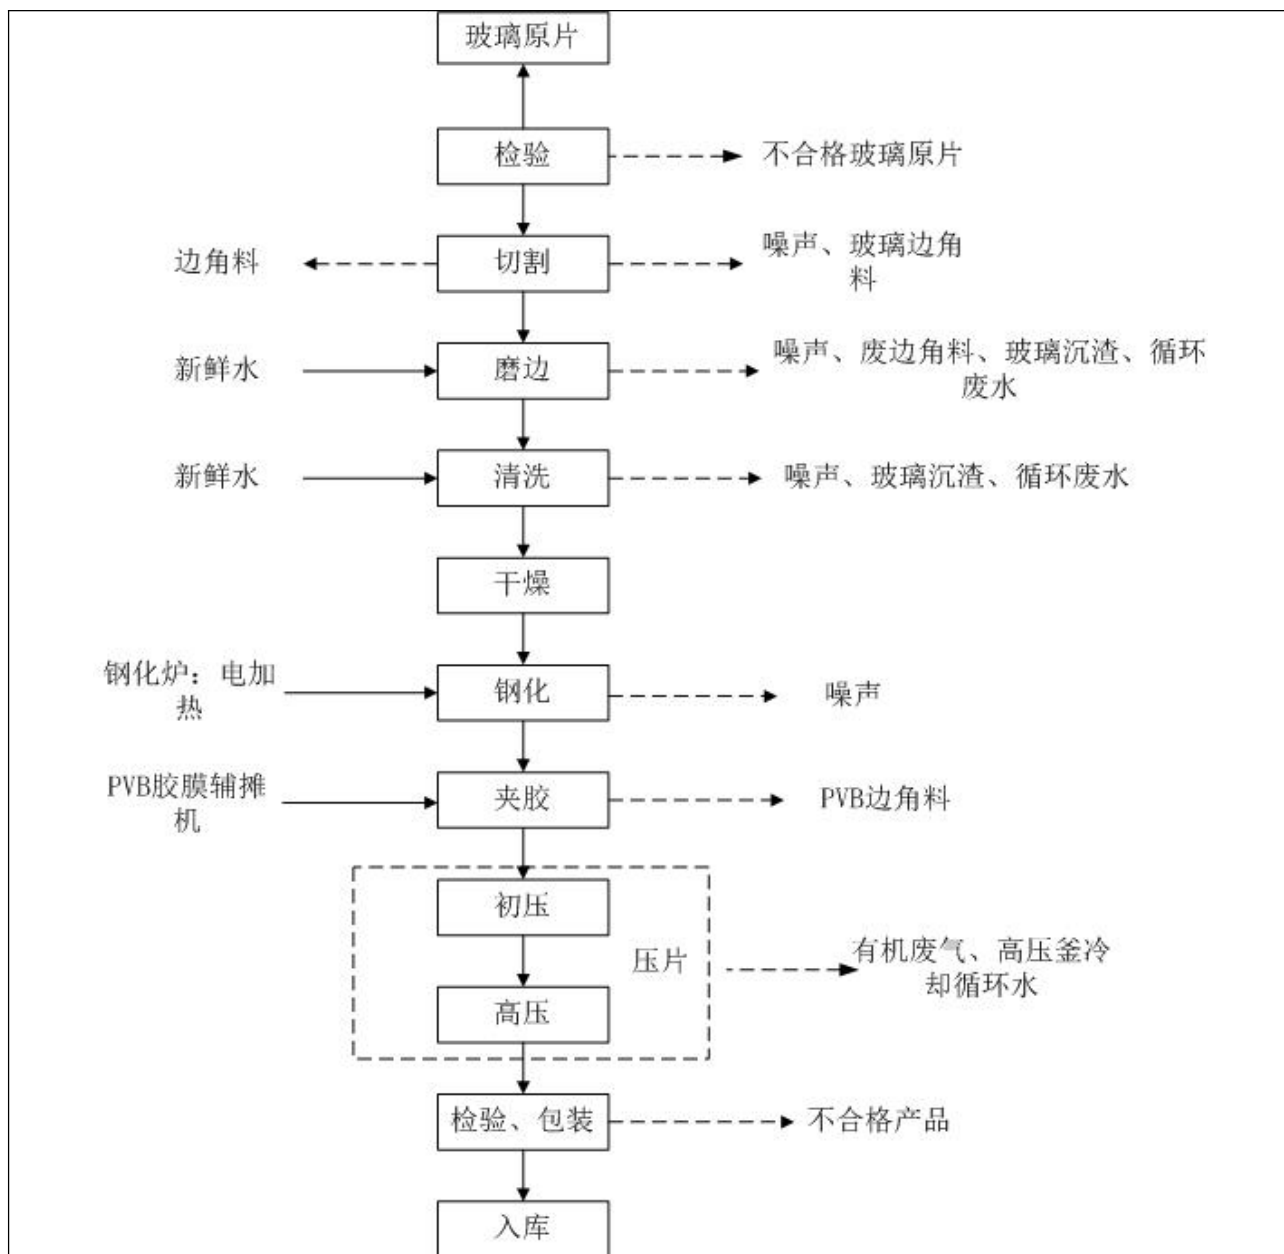 玻璃原片
检验
不合格玻璃原片
边角料
切割
噪声、玻璃边角
料
新鲜水
磨边
噪声、废边角料、玻璃沉渣、循环
废水
新鲜水
清洗
噪声、玻璃沉渣、循环废水
干燥
钢化炉：电加
热
钢化
噪声
PVB胶膜辅摊
机
夹胶
PVB边角料
初压
压片
有机废气、高压釜冷
却循环水
高压
检验、包装
不合格产品
入库